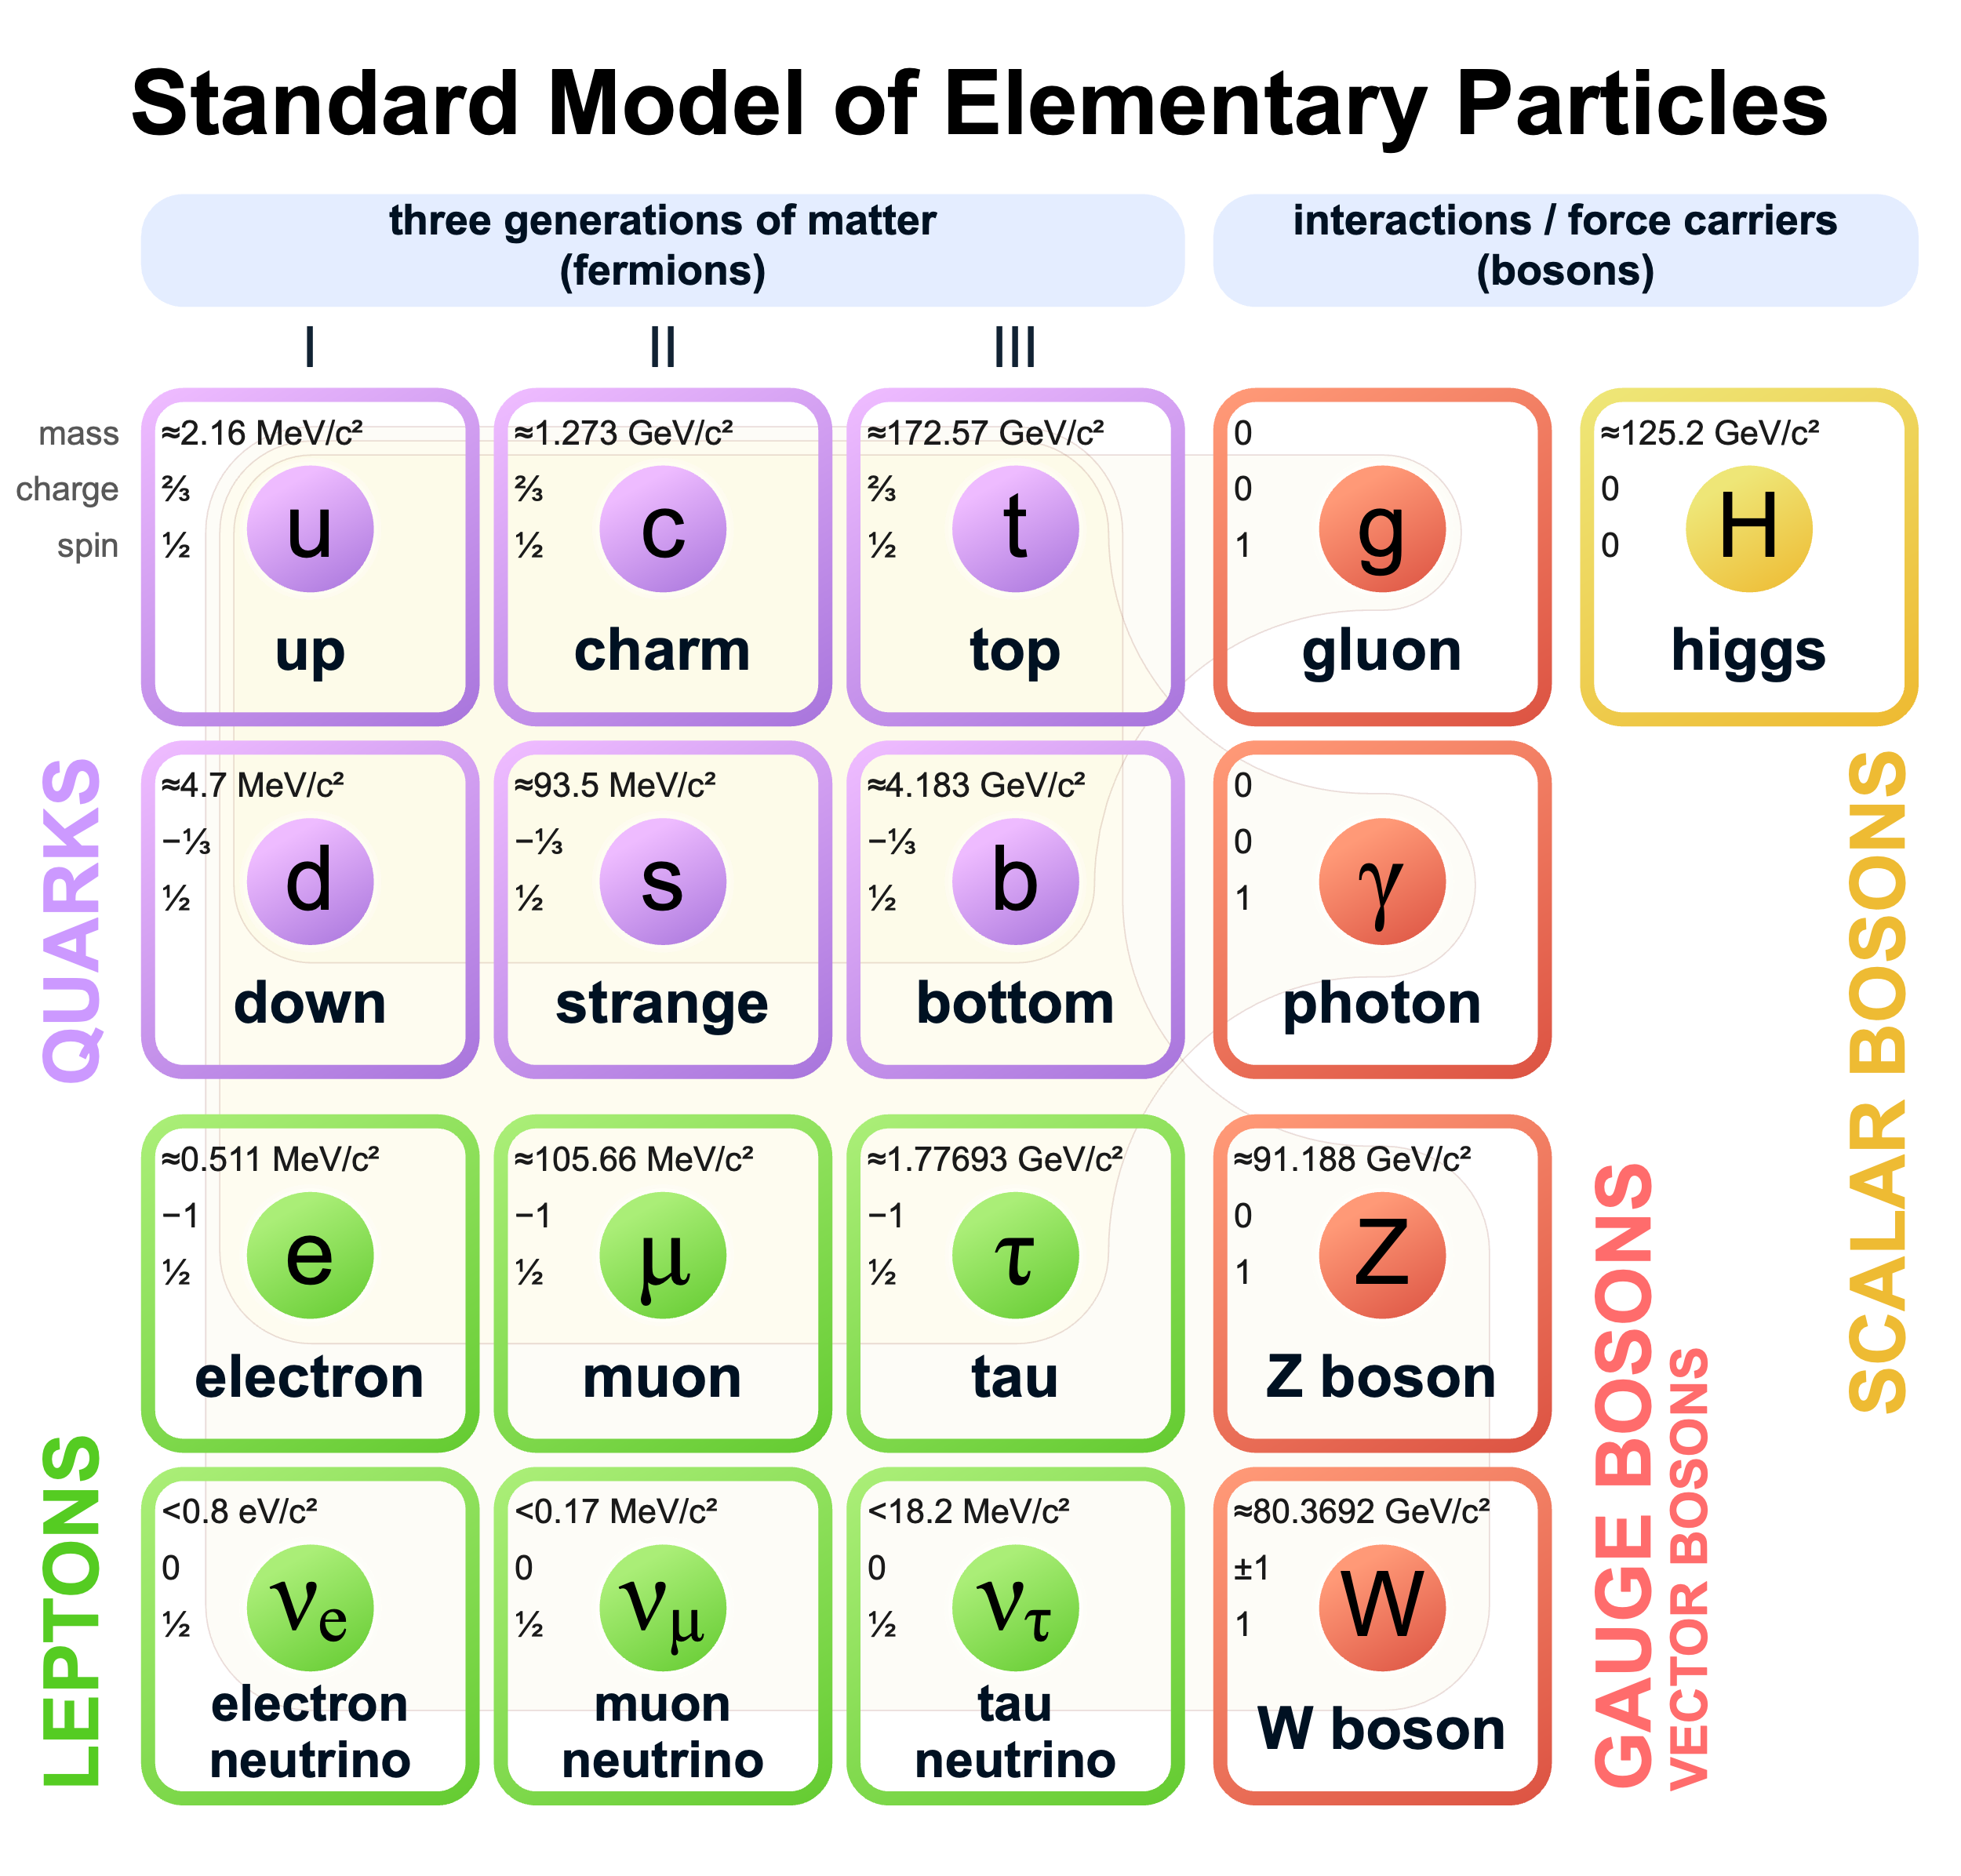 Standard Model of Elementary Particles
three generations of matter
(fermions)
interactions / force carriers
(bosons)
I
II
III
mass
charge
spin
≈2.16 MeV/c²
⅔
½
u
up
≈1.273 GeV/c²
⅔
½
c
charm
≈172.57 GeV/c²
⅔
½
t
top
0
0
1
g
gluon
≈125.2 GeV/c²
0
0
H
higgs
QUARKS
≈4.7 MeV/c²
−⅓
½
d
down
≈93.5 MeV/c²
−⅓
½
s
strange
≈4.183 GeV/c²
−⅓
½
b
bottom
0
0
1
γ
photon
SCALAR BOSONS
LEPTONS
≈0.511 MeV/c²
−1
½
e
electron
≈105.66 MeV/c²
−1
½
μ
muon
≈1.77693 GeV/c²
−1
½
τ
tau
≈91.188 GeV/c²
0
1
Z
Z boson
GAUGE BOSONS
VECTOR BOSONS
<0.8 eV/c²
0
½
νe
electron
neutrino
<0.17 MeV/c²
0
½
νμ
muon
neutrino
<18.2 MeV/c²
0
½
ντ
tau
neutrino
≈80.3692 GeV/c²
±1
1
W
W boson